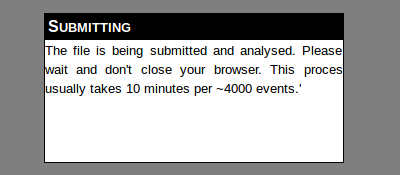 SUBMITTING
The file is being submitted and analysed. Please
wait and don't close your browser. This proces
usually takes 10 minutes per ~4000 events.'